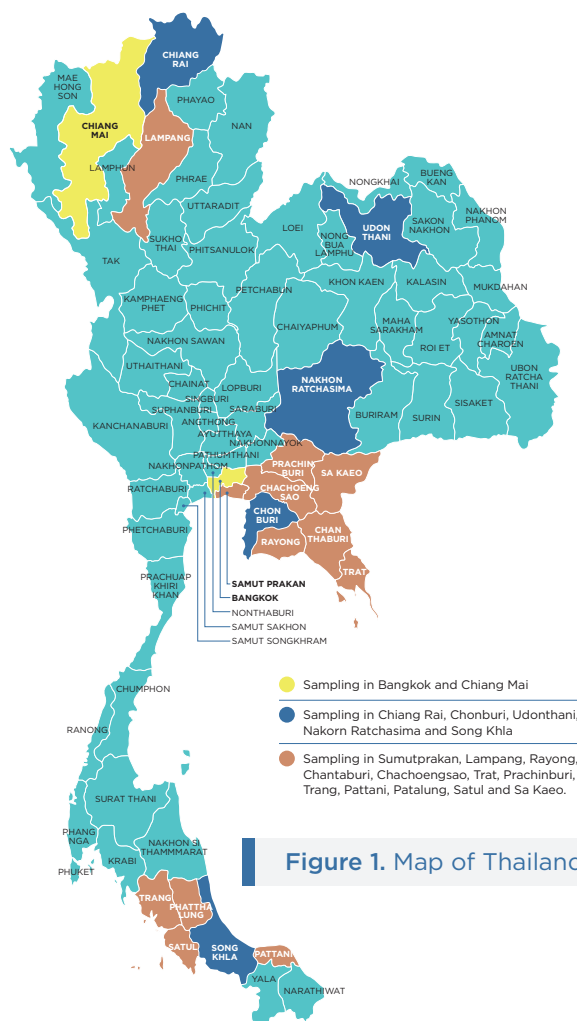 CHIANG
RAI
MAE
HONG
SON
PHAYAO
NAN
CHIANG
MAI
LAMPANG
LAMPHUN
PHRAE
UTTARADIT
NONGKHAI
BUENG
KAN
NAKHON
PHANOM
LOEI
UDON
THANI
SAKON
NAKHON
NONG
BUA
LAMPHU
SUKHO
THAI
PHITSANULOK
TAK
PETCHABUN
KHON KAEN
KALASIN
MUKDAHAN
KAMPHAENG
PHET
PHICHIT
CHAIYAPHUM
MAHA
SARAKHAM
YASOTHON
ROI ET
AMNAT
CHAROEN
NAKHON SAWAN
UTHAITHANI
UBON
RATCHA
THANI
CHAINAT
LOPBURI
NAKHON
RATCHASIMA
SINGBURI
SUPHANBURI
SARABURI
ANGTHONG
AYUTTHAYA
BURIRAM
SURIN
SISAKET
KANCHANABURI
NAKHONNAYOK
PATHUMTHANI
NAKHONPATHOM
PRACHIN
BURI
SA KAEO
RATCHABURI
CHACHOENG
SAO
CHON
BURI
PHETCHABURI
RAYONG
CHAN
THABURI
TRAT
PRACHUAP
KHIRI
KHAN
SAMUT PRAKAN
BANGKOK
NONTHABURI
SAMUT SAKHON
SAMUT SONGKHRAM
Sampling in Bangkok and Chiang Mai
Sampling in Chiang Rai, Chonburi, Udonthani,
Nakorn Ratchasima and Song Khla
Sampling in Sumutprakan, Lampang, Rayong,
Chantaburi, Chachoengsao, Trat, Prachinburi,
Trang, Pattani, Patalung, Satul and Sa Kaeo.
CHUMPHON
RANONG
SURAT THANI
PHANG
NGA
NAKHON SI
THAMMMARAT
KRABI
PHUKET
Figure 1. Map of Thailand
TRANG
PHATTHA
LUNG
SATUL
SONG
KHLA
PATTANI
YALA
NARATHIWAT